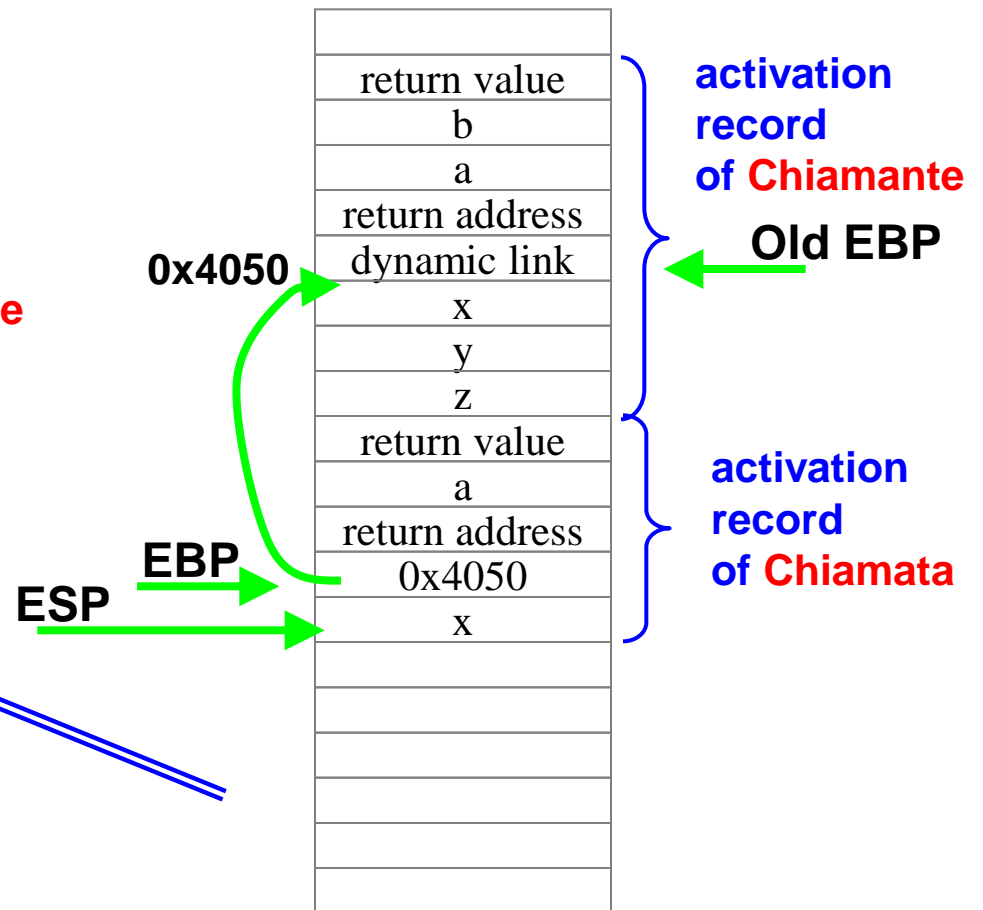 return value
b
a
return address
dynamic link
x
y
z
return value
a
return address
0x4050
x
activation
record
of Chiamante
Old EBP
0x4050
e
activation
record
of Chiamata
EBP
ESP